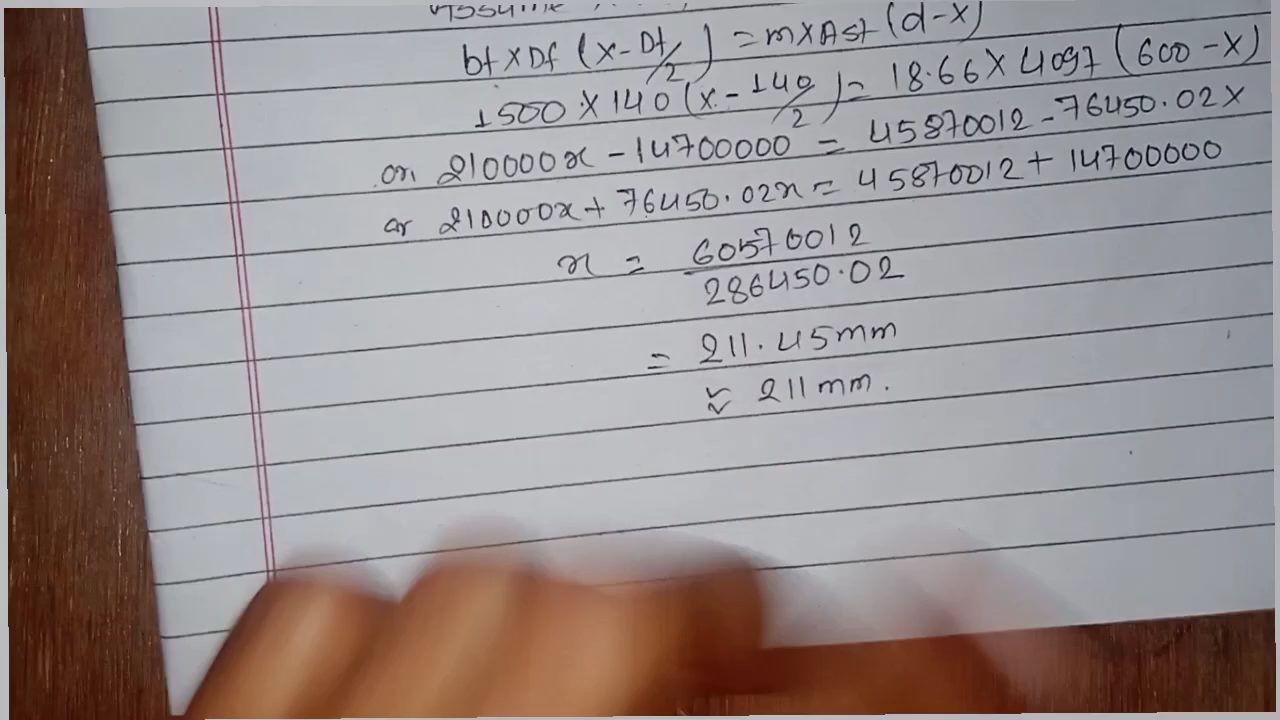 Assume
bf x Df (x - Df/2) = m x Ast (d - x)
1500 x 140 (x - 140/2) = 18.66 x 4097 (600 - x)
or, 210000x - 14700000 = 45870012 - 76450.02x
or 210000x + 76450.02x = 45870012 + 14700000
x = 60570012/286450.02
= 211.45mm
≈ 211mm.